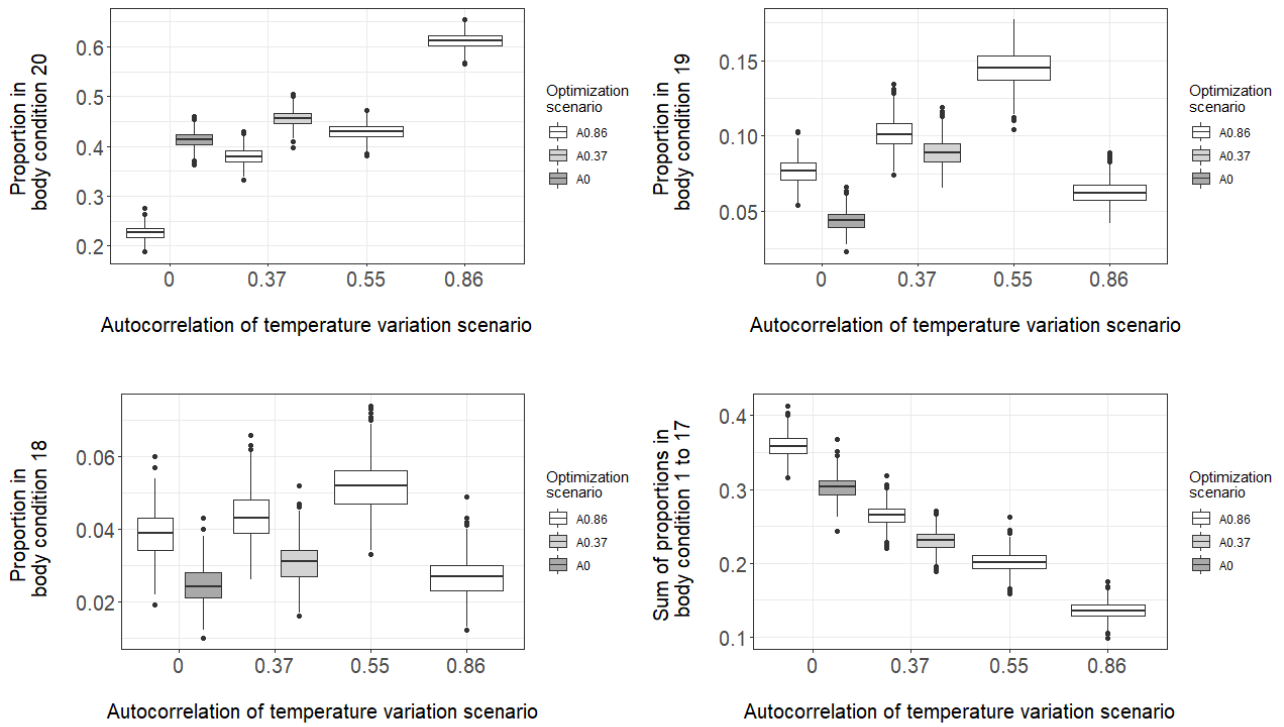 Proportion in
body condition 20
0.6
0.5
0.4
0.3
0.2
0
0.37
0.55
0.86
Autocorrelation of temperature variation scenario
Optimization
scenario
A0.86
A0.37
A0
Proportion in
body condition 19
0.15
0.10
0.05
0
0.37
0.55
0.86
Autocorrelation of temperature variation scenario
Optimization
scenario
A0.86
A0.37
A0
Proportion in
body condition 18
0.06
0.04
0.02
0
0.37
0.55
0.86
Autocorrelation of temperature variation scenario
Optimization
scenario
A0.86
A0.37
A0
Sum of proportions in
body condition 1 to 17
0.4
0.3
0.2
0.1
0
0.37
0.55
0.86
Autocorrelation of temperature variation scenario
Optimization
scenario
A0.86
A0.37
A0